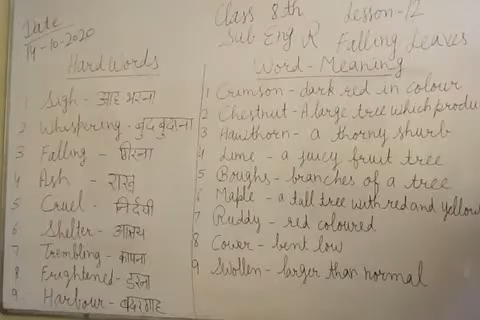 Date
14-10-2020
Class 8th Lesson-12
Sub Eng R Falling Leaves
Hard Words
1 Sigh - आह भरना
2 Whispering - बुदबुदाना
3 Falling - गिरना
4 Ash - राख
5 Cruel - निर्दयी
6 Shelter - आश्रय
7 Trembling - कांपना
8 Frightened - डरना
9. Harbour - बंदरगाह
Word - Meaning
1 Crimson - dark red in colour
2 Chestnut - A large tree which produ
3 Hawthorn - a thorny shurb
4 Lime - a juicy fruit tree
5 Boughs - branches of a tree
6 Maple - a tall tree with red and yellow
7 Ruddy - red coloured
8 Cower - bent low
9 Swollen - larger than normal